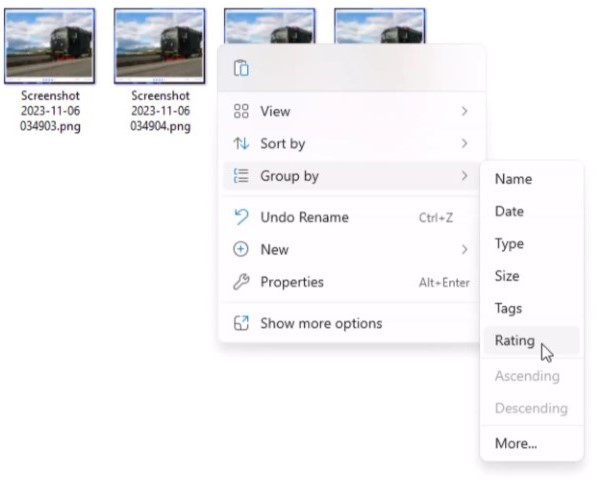 Screenshot
2023-11-06
034903.png
Screenshot
2023-11-06
034904.png
View
Sort by
Group by
Undo Rename Ctrl+Z
New
Properties Alt+Enter
Show more options
Name
Date
Type
Size
Tags
Rating
Ascending
Descending
More...